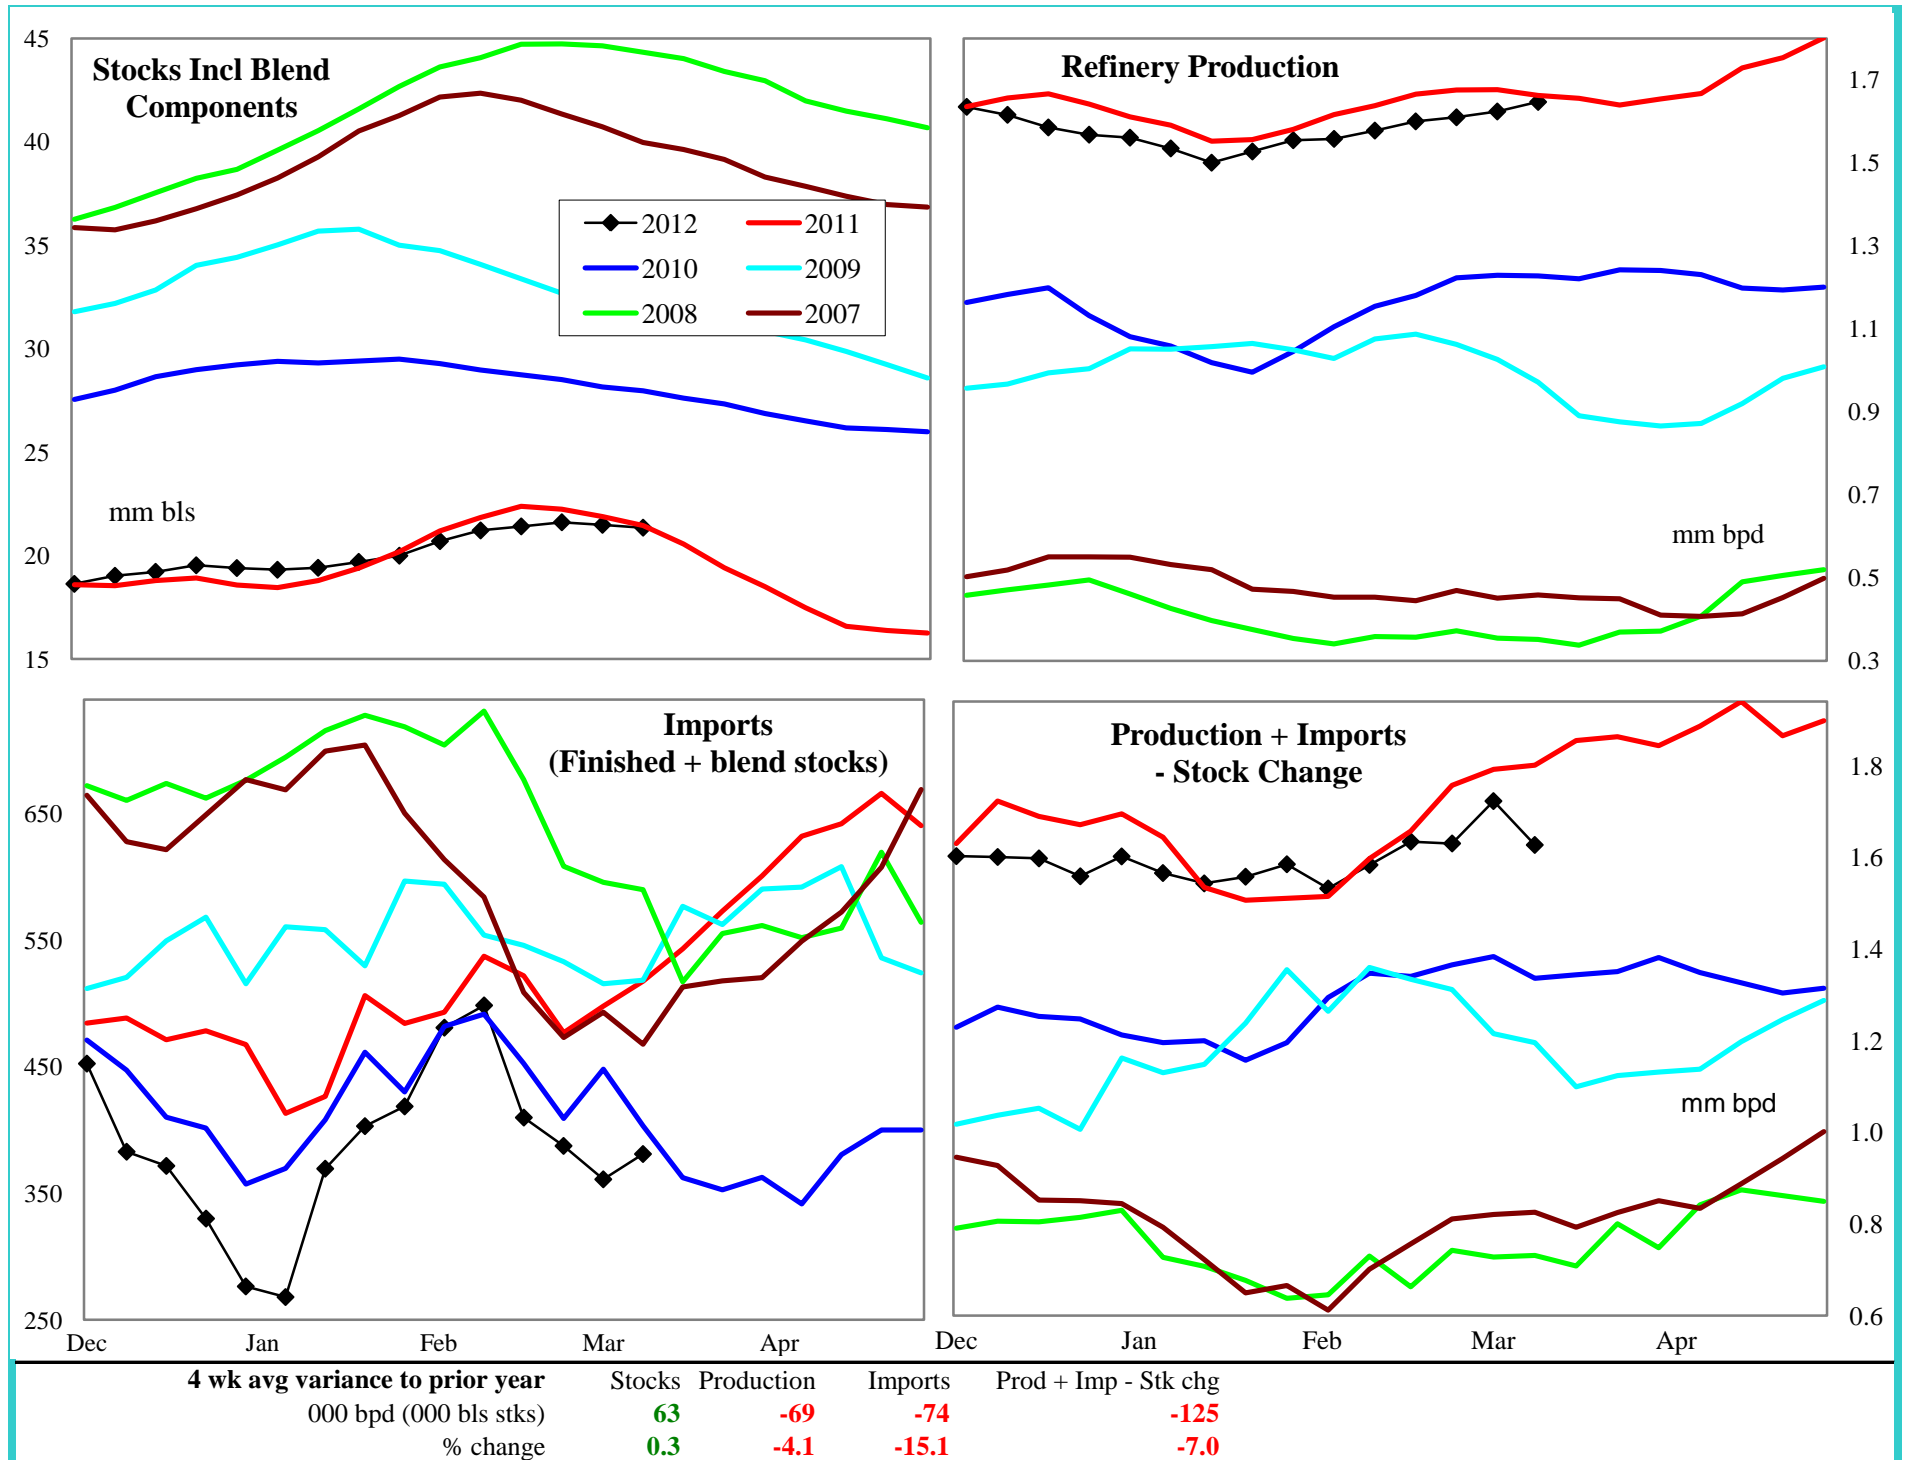 45
40
35
30
25
20
15
Stocks Incl Blend
Components
mm bls
2012
2011
2010
2009
2008
2007
Refinery Production
mm bpd
1.7
1.5
1.3
1.1
0.9
0.7
0.5
0.3
650
550
450
350
250
Imports
(Finished + blend stocks)
Dec Jan Feb Mar Apr
Production + Imports
- Stock Change
mm bpd
1.8
1.6
1.4
1.2
1.0
0.8
0.6
Dec Jan Feb Mar Apr
4 wk avg variance to prior year Stocks Production Imports Prod + Imp - Stk chg
000 bpd (000 bls stks) 63 -69 -74 -125
% change 0.3 -4.1 -15.1 -7.0